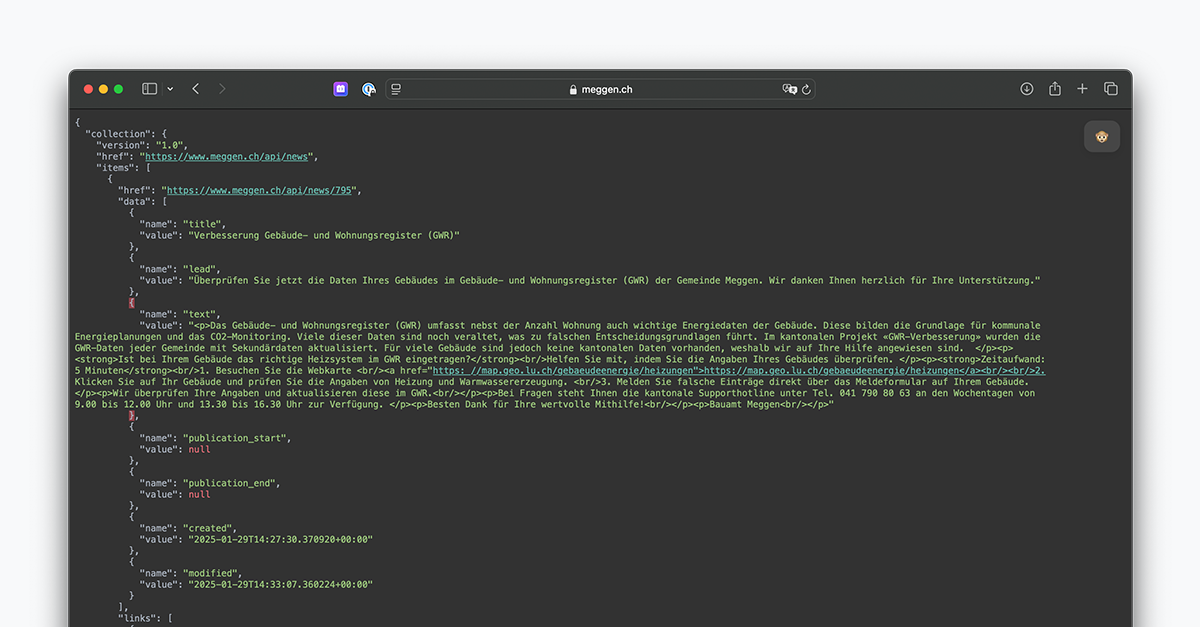 meggen.ch
{
"collection": {
"version": "1.0",
"href": "https://www.meggen.ch/api/news",
"items": [
{
"href": "https://www.meggen.ch/api/news/795",
"data": [
{
"name": "title",
"value": "Verbesserung Gebäude- und Wohnungsregister (GWR)"
},
{
"name": "lead",
"value": "Überprüfen Sie jetzt die Daten Ihres Gebäudes im Gebäude- und Wohnungsregister (GWR) der Gemeinde Meggen. Wir danken Ihnen herzlich für Ihre Unterstützung."
},
{
"name": "text",
"value": "<p>Das Gebäude- und Wohnungsregister (GWR) umfasst nebst der Anzahl Wohnung auch wichtige Energiedaten der Gebäude. Diese bilden die Grundlage für kommunale
Energieplanungen und das CO2-Monitoring. Viele dieser Daten sind noch veraltet, was zu falschen Entscheidungsgrundlagen führt. Im kantonalen Projekt «GWR-Verbesserung» wurden die
GWR-Daten jeder Gemeinde mit Sekundärdaten aktualisiert. Für viele Gebäude sind jedoch keine kantonalen Daten vorhanden, weshalb wir auf Ihre Hilfe angewiesen sind.  </p><p>
<strong>Ist bei Ihrem Gebäude das richtige Heizsystem im GWR eingetragen?</strong><br/>Helfen Sie mit, indem Sie die Angaben Ihres Gebäudes überprüfen. </p><p><strong>Zeitaufwand:
5 Minuten</strong><br/>1. Besuchen Sie die Webkarte <br/><a href="https: //map.geo.lu.ch/gebaeudeenergie/heizungen">https://map.geo.lu.ch/gebaeudeenergie/heizungen</a><br/><br/>2.
Klicken Sie auf Ihr Gebäude und prüfen Sie die Angaben von Heizung und Warmwassererzeugung. <br/>3. Melden Sie falsche Einträge direkt über das Meldeformular auf Ihrem Gebäude.
</p><p>Wir überprüfen Ihre Angaben und aktualisieren diese im GWR.<br/></p><p>Bei Fragen steht Ihnen die kantonale Supporthotline unter Tel. 041 790 80 63 an den Wochentagen von
9.00 bis 12.00 Uhr und 13.30 bis 16.30 Uhr zur Verfügung. </p><p>Besten Dank für Ihre wertvolle Mithilfe!<br/></p><p>Bauamt Meggen<br/></p>"
},
{
"name": "publication_start",
"value": null
},
{
"name": "publication_end",
"value": null
},
{
"name": "created",
"value": "2025-01-29T14:27:30.370920+00:00"
},
{
"name": "modified",
"value": "2025-01-29T14:33:07.360224+00:00"
}
],
"links": [